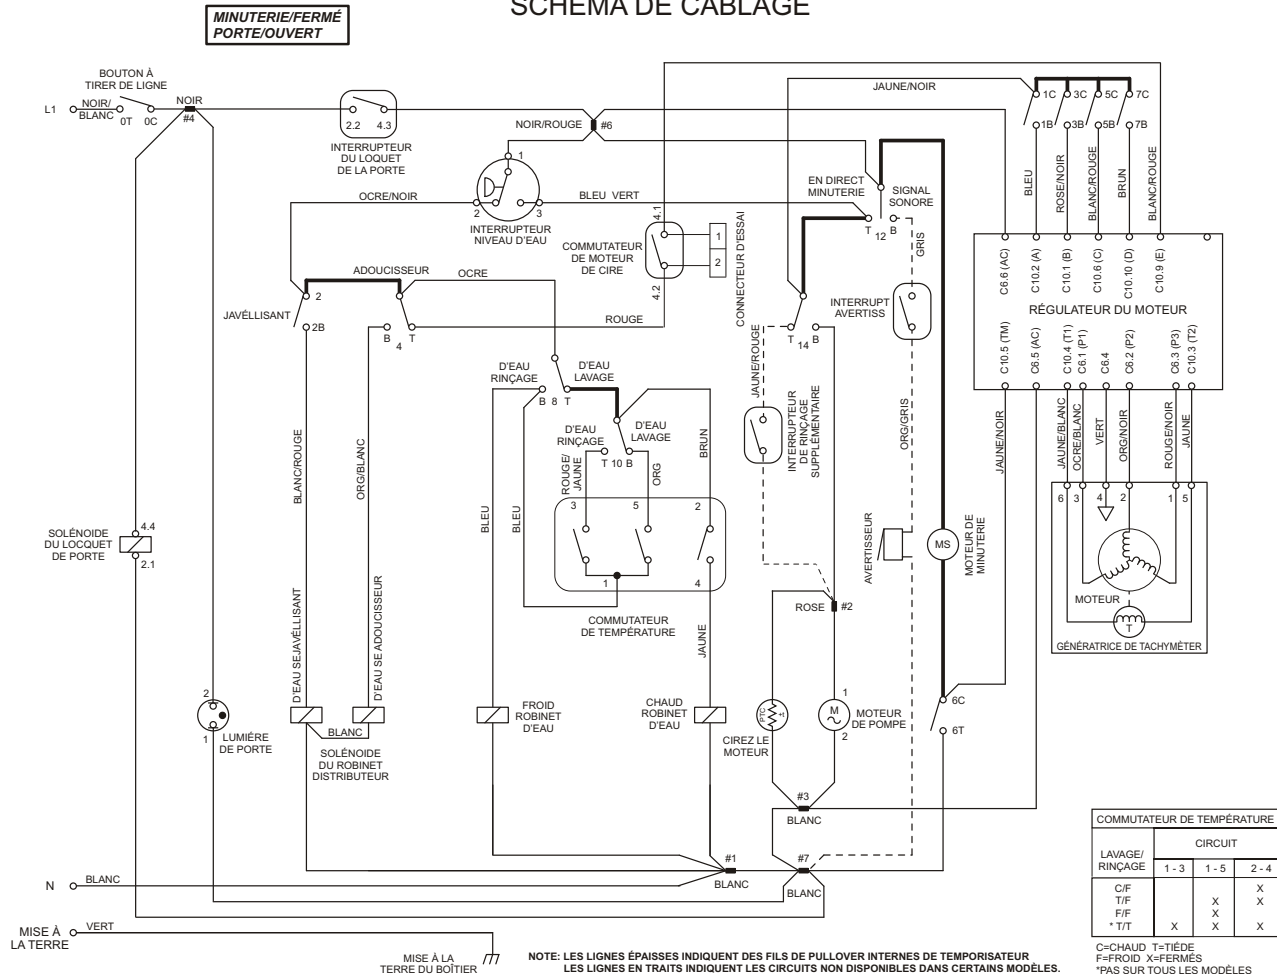 SCHÉMA DE CÂBLAGE
MINUTERIE/FERMÉ
PORTE/OUVERT
BOUTON À
TIRER DE LIGNE
L1
NOIR/
BLANC
0T
0C
NOIR
#4
2.2
4.3
INTERRUPTEUR
DU LOQUET
DE LA PORTE
NOIR/ROUGE
#6
1
2
3
OCRE/NOIR
INTERRUPTEUR
NIVEAU D'EAU
BLEU VERT
4.1
COMMUTATEUR
DE MOTEUR
DE CIRE
4.2
1
2
CONNECTEUR D'ESSAI
JAUNE/NOIR
EN DIRECT
MINUTERIE
SIGNAL
SONORE
T 12 B
GRIS
1C 3C 5C 7C
1B 3B 5B 7B
BLEU
ROSE/NOIR
BLANC/ROUGE
BRUN
BLANC/ROUGE
C6.6 (AC)
C10.2 (A)
C10.1 (B)
C10.6 (C)
C10.10 (D)
C10.9 (E)
RÉGULATEUR DU MOTEUR
C10.5 (TM)
C6.5 (AC)
C10.4 (T1)
C6.1 (P1)
C6.4
C6.2 (P2)
C6.3 (P3)
C10.3 (T2)
ADOUCISSEUR
OCRE
2
JAVÉLLISANT
2B
B
4
T
ROUGE
INTERRUPT
AVERTISS
T 14 B
JAUNE/ROUGE
D'EAU
RINÇAGE
D'EAU
LAVAGE
B 8 T
D'EAU
RINÇAGE
D'EAU
LAVAGE
T 10 B
ROUGE/
JAUNE
ORG
BRUN
INTERRUPTEUR
DE RINÇAGE
SUPPLÉMENTAIRE
ORG/GRIS
JAUNE/NOIR
JAUNE/BLANC
OCRE/BLANC
VERT
ORG/NOIR
ROUGE/NOIR
JAUNE
BLANC/ROUGE
ORG/BLANC
BLEU
BLEU
3
5
2
1
4
COMMUTATEUR
DE TEMPÉRATURE
6 3 4 2 1 5
MOTEUR
T
GÉNÉRATRICE DE TACHYMÈTER
SOLÉNOIDE
DU LOCQUET
DE PORTE
4.4
2.1
AVERTISSEUR
MS
MOTEUR DE
MINUTERIE
ROSE
#2
D'EAU SEJAVÉLLISANT
D'EAU SE ADOUCISSEUR
JAUNE
2
1
LUMIÈRE
DE PORTE
BLANC
SOLÉNOIDE
DU ROBINET
DISTRIBUTEUR
FROID
ROBINET
D'EAU
CHAUD
ROBINET
D'EAU
PTC
CIREZ LE
MOTEUR
1
M
2
MOTEUR
DE POMPE
6C
6T
#3
BLANC
#1
BLANC
#7
BLANC
N
BLANC
MISE À
LA TERRE
VERT
MISE À LA
TERRE DU BOÎTIER
NOTE: LES LIGNES ÉPAISSES INDIQUENT DES FILS DE PULLOVER INTERNES DE TEMPORISATEUR
LES LIGNES EN TRAITS INDIQUENT LES CIRCUITS NON DISPONIBLES DANS CERTAINS MODÈLES.
COMMUTATEUR DE TEMPÉRATURE
LAVAGE/
RINÇAGE
CIRCUIT
1 - 3 1 - 5 2 - 4
C/F X
T/F X X
F/F X
* T/T X X X
C=CHAUD T=TIÉDE
F=FROID X=FERMÉS
*PAS SUR TOUS LES MODÈLES